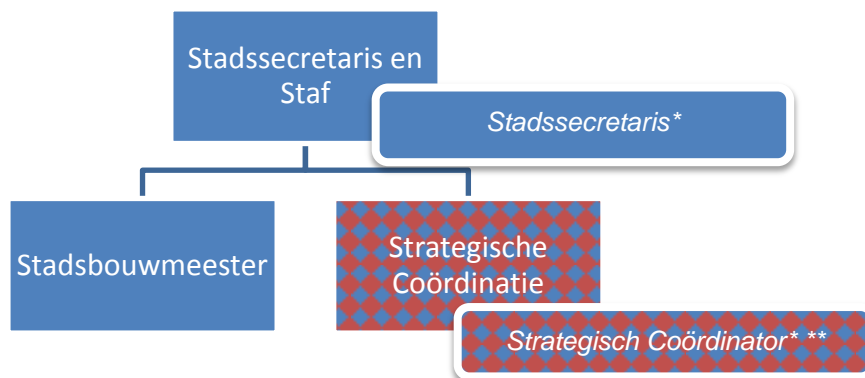 Stadssecretaris en
Staf
Stadssecretaris*
Stadsbouwmeester
Strategische
Coördinatie
Strategisch Coördinator* **